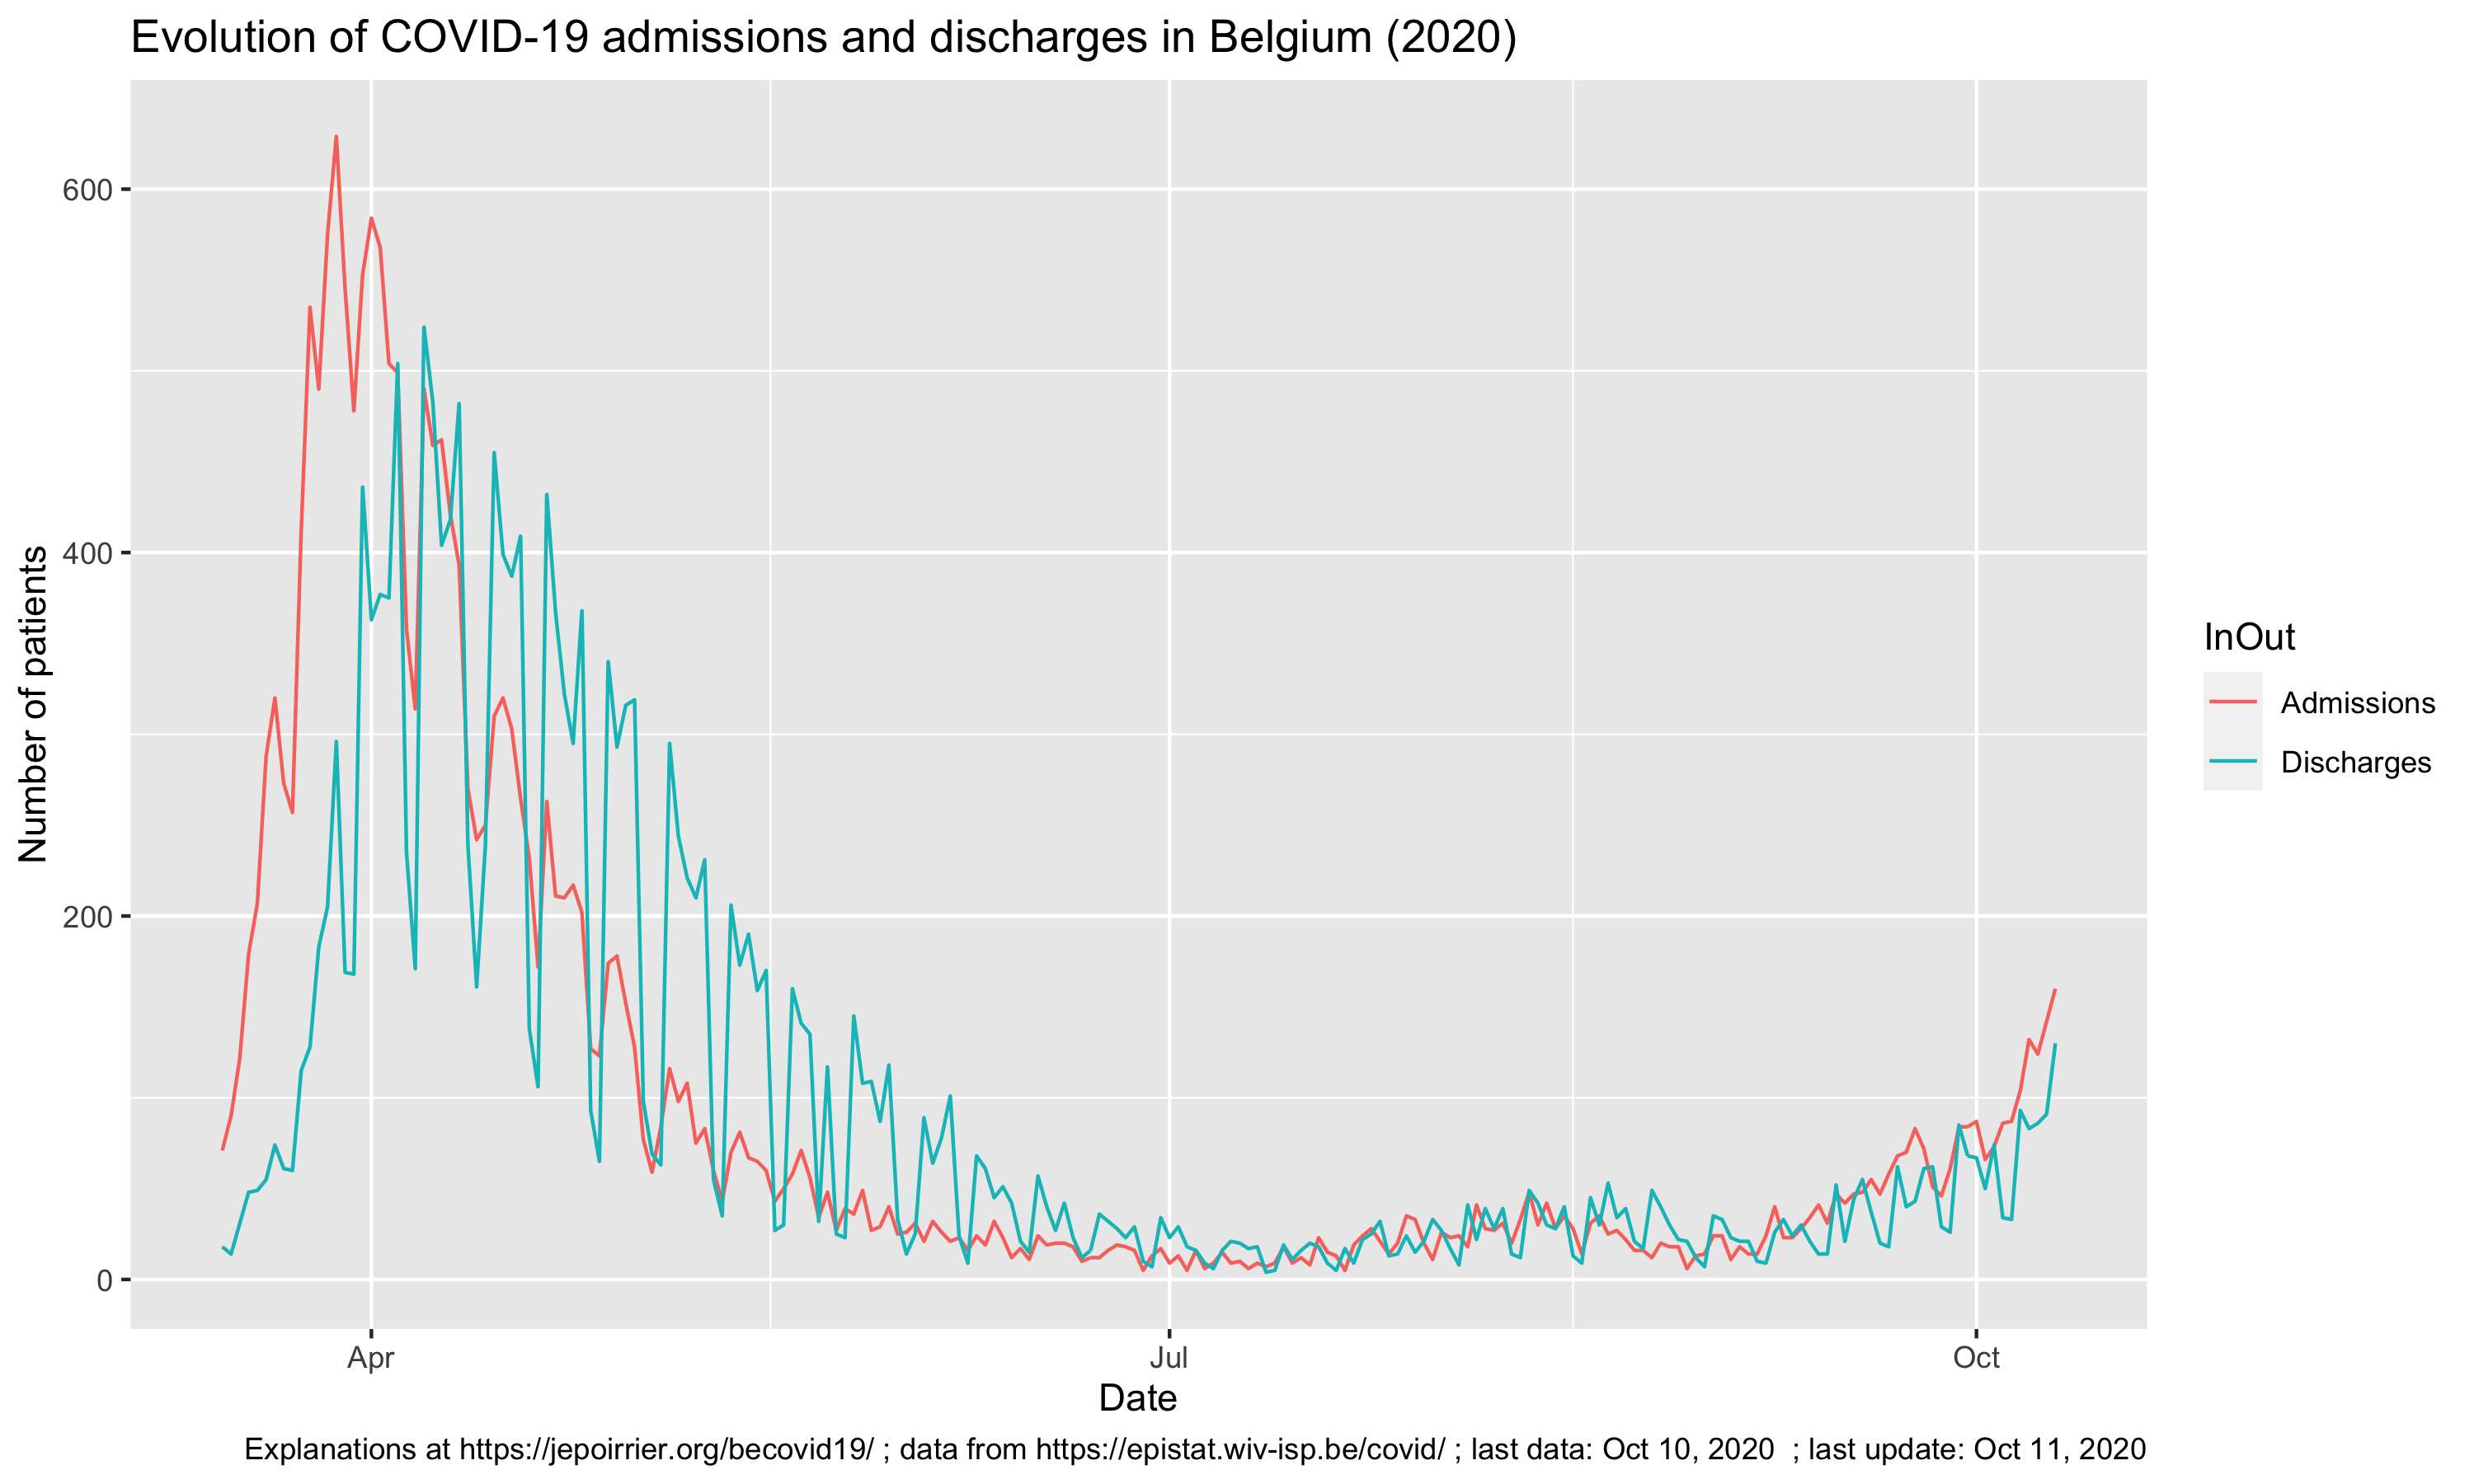 Evolution of COVID-19 admissions and discharges in Belgium (2020)
600
400
200
0
Number of patients
Apr
Jul
Oct
Date
InOut
Admissions
Discharges
Explanations at https://jepoirrier.org/becovid19/ ; data from https://epistat.wiv-isp.be/covid/ ; last data: Oct 10, 2020  ; last update: Oct 11, 2020